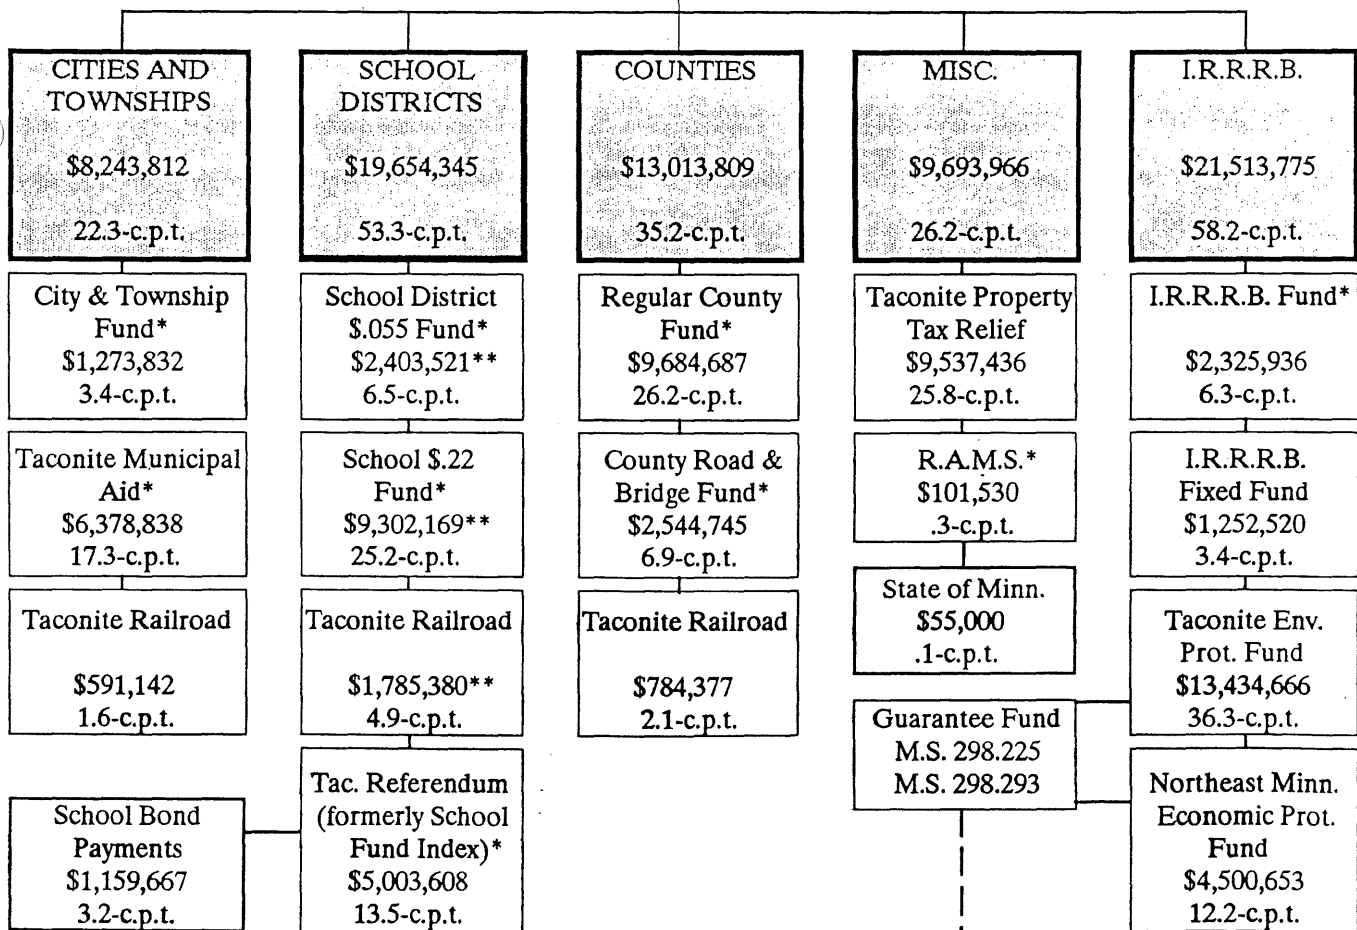 CITIES AND
TOWNSHIPS
$8,243,812
22.3-c.p.t.
SCHOOL
DISTRICTS
$19,654,345
53.3-c.p.t.
COUNTIES
$13,013,809
35.2-c.p.t.
MISC.
$9,693,966
26.2-c.p.t.
I.R.R.R.B.
$21,513,775
58.2-c.p.t.
City & Township
Fund*
$1,273,832
3.4-c.p.t.
School District
$.055 Fund*
$2,403,521**
6.5-c.p.t.
Regular County
Fund*
$9,684,687
26.2-c.p.t.
Taconite Property
Tax Relief
$9,537,436
25.8-c.p.t.
I.R.R.R.B. Fund*
$2,325,936
6.3-c.p.t.
Taconite Municipal
Aid*
$6,378,838
17.3-c.p.t.
School $.22
Fund*
$9,302,169**
25.2-c.p.t.
County Road &
Bridge Fund*
$2,544,745
6.9-c.p.t.
R.A.M.S.*
$101,530
.3-c.p.t.
I.R.R.R.B.
Fixed Fund
$1,252,520
3.4-c.p.t.
State of Minn.
$55,000
.1-c.p.t.
Taconite Railroad
$591,142
1.6-c.p.t.
Taconite Railroad
$1,785,380**
4.9-c.p.t.
Taconite Railroad
$784,377
2.1-c.p.t.
Taconite Env.
Prot. Fund
$13,434,666
36.3-c.p.t.
Guarantee Fund
M.S. 298.225
M.S. 298.293
School Bond
Payments
$1,159,667
3.2-c.p.t.
Tac. Referendum
(formerly School
Fund Index)*
$5,003,608
13.5-c.p.t.
Northeast Minn.
Economic Prot.
Fund
$4,500,653
12.2-c.p.t.